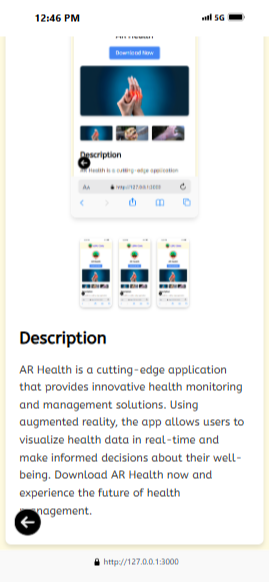 12:46 PM
5G
AR Health
Download Now
Description
AR Health is a cutting-edge application
AA
http://127.0.0.1:3000
Description
AR Health is a cutting-edge application
that provides innovative health monitoring
and management solutions. Using
augmented reality, the app allows users to
visualize health data in real-time and
make informed decisions about their well-
being. Download AR Health now and
experience the future of health
nagement.
http://127.0.0.1:3000